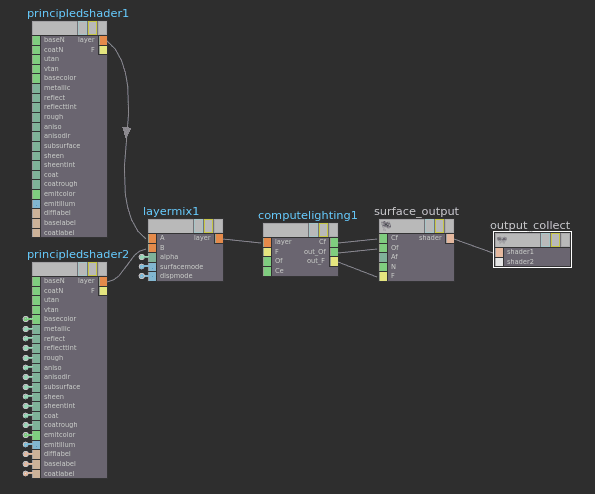 principledshader1
baseN layer
coatN F
utan
vtan
basecolor
metallic
reflect
reflecttint
rough
aniso
anisodir
subsurface
sheen
sheentint
coat
coatrough
emitcolor
emitillum
difflabel
baselabel
coatlabel
principledshader2
baseN layer
coatN F
utan
vtan
basecolor
metallic
reflect
reflecttint
rough
aniso
anisodir
subsurface
sheen
sheentint
coat
coatrough
emitcolor
emitillum
difflabel
baselabel
coatlabel
layermix1
A layer
B
alpha
surfacemode
dispmode
computelighting1
layer Cf
F out_Of
Of out_F
Ce
surface_output
Cf shader
Of
Af
N
F
output_collect
shader1
shader2